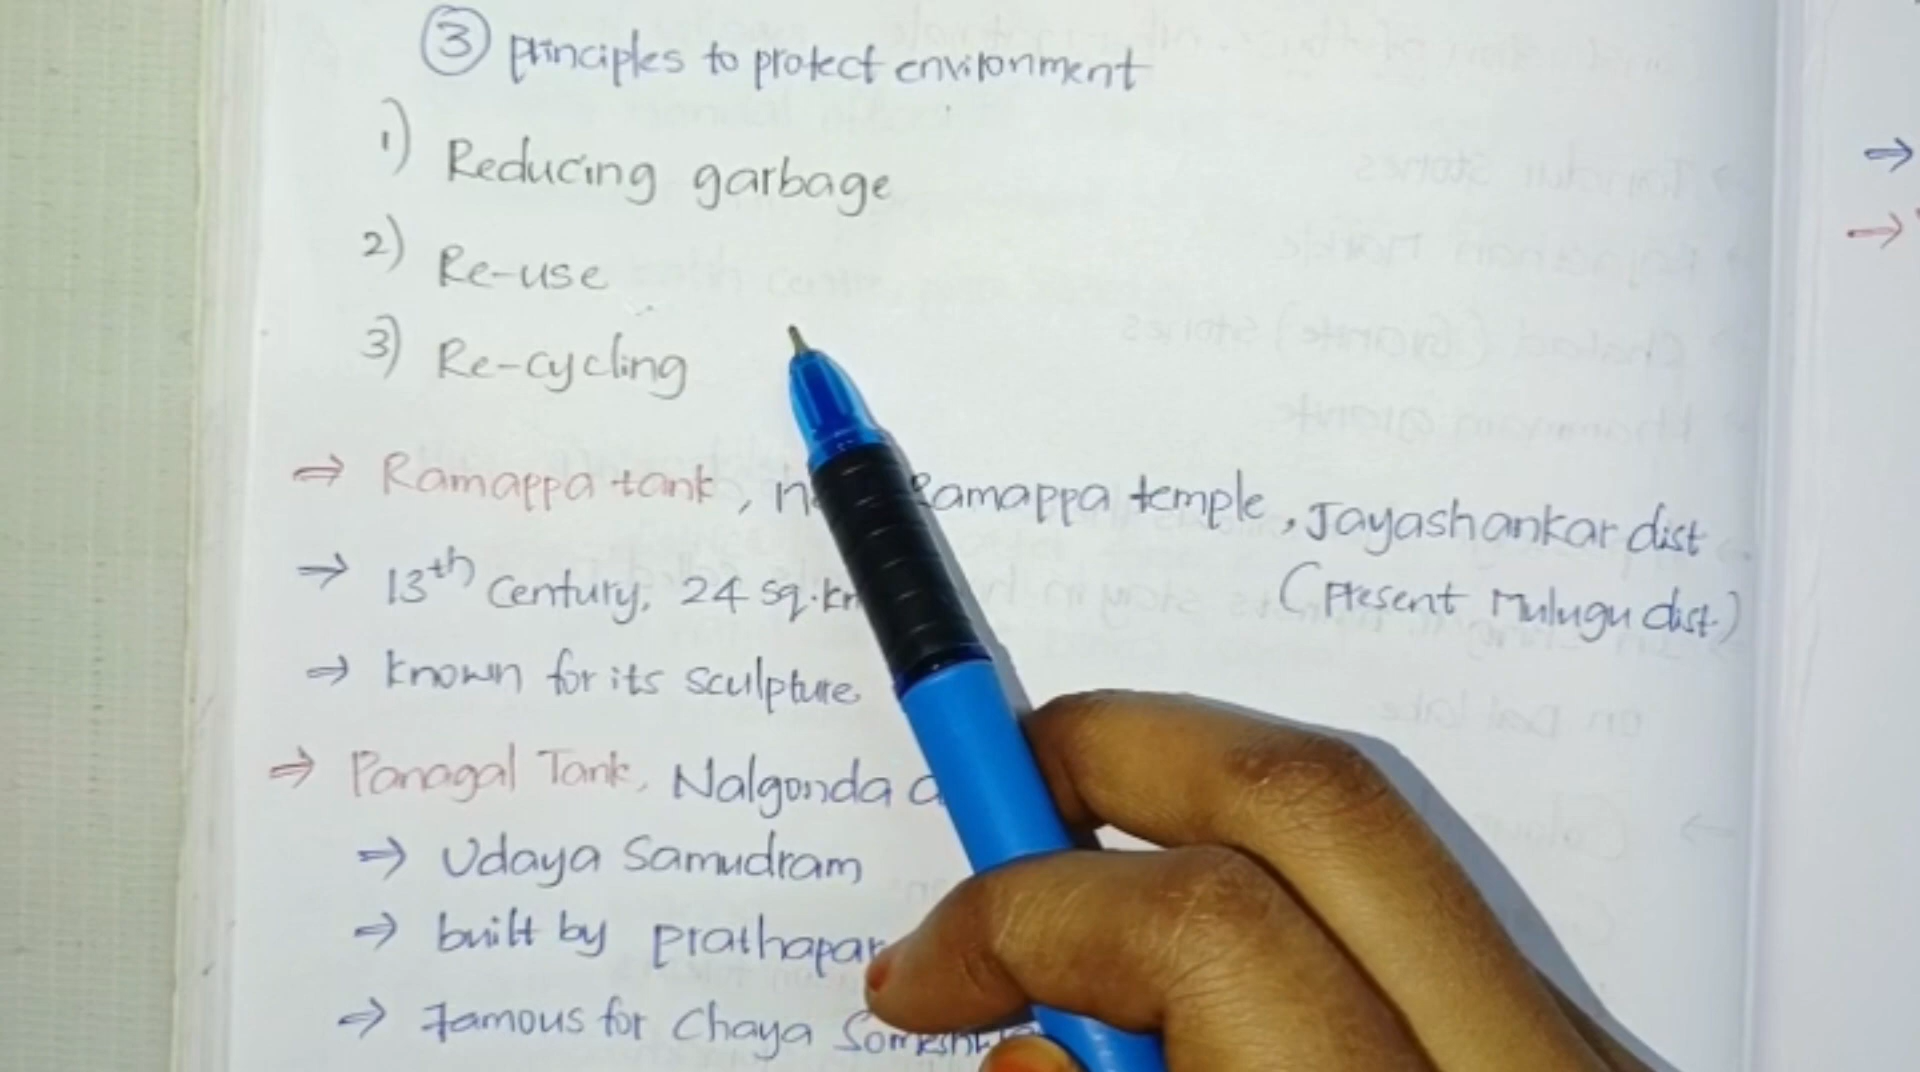 ③ principles to protect environment
1) Reducing garbage
2) Re-use
3) Re-cycling
⇒ Ramappa tank, Ramappa temple, Jayashankar dist
(present Mulugu dist.)
→ 13th Century, 24 sq.km
→ known for its sculpture
⇒ Panagal Tank, Nalgonda
⇒ Udaya Samudram
⇒ built by
⇒ famous for Chaya